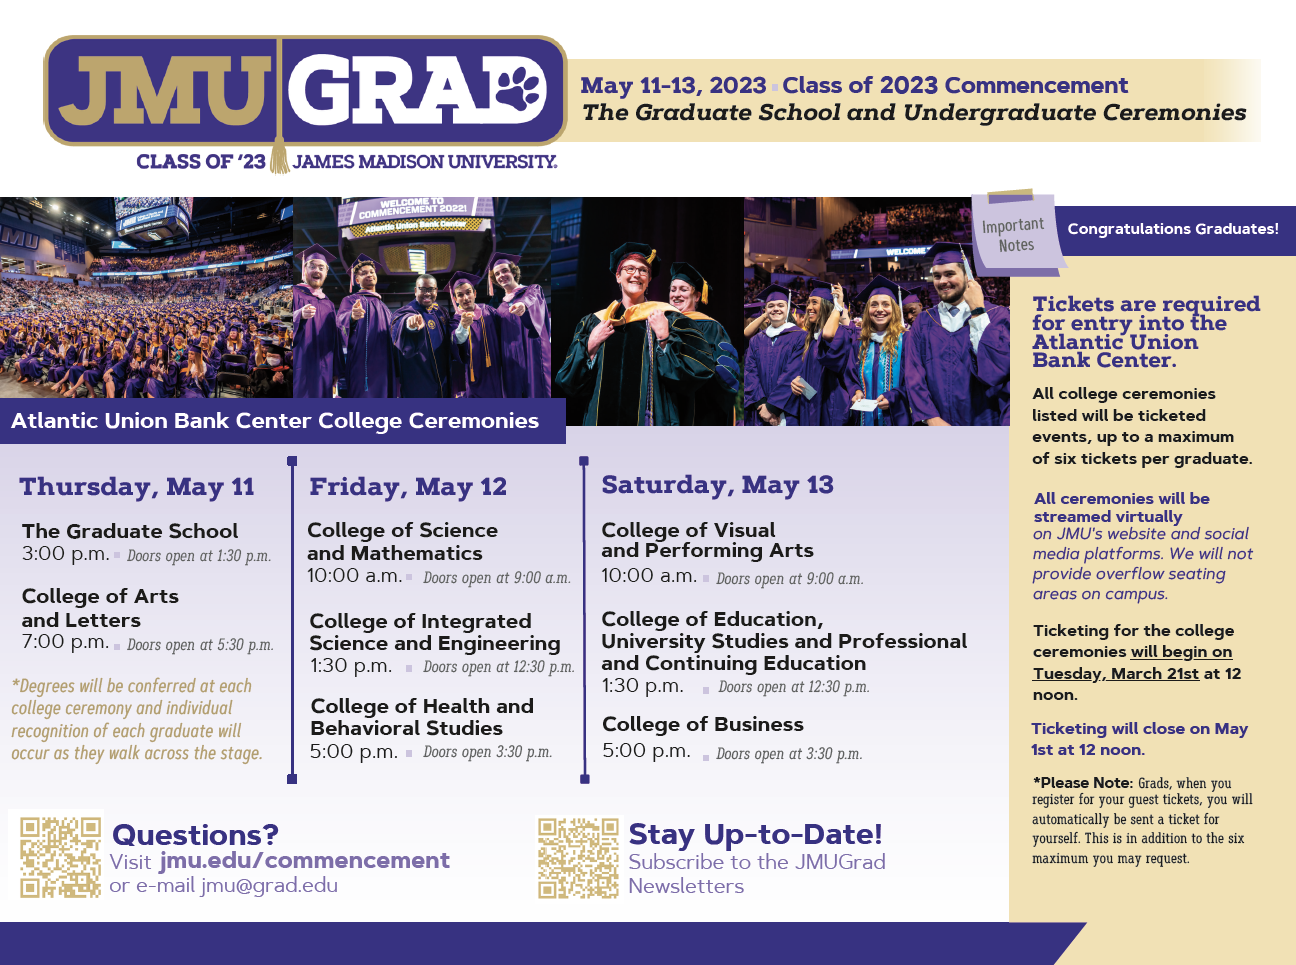 JMU GRAD
CLASS OF ‘23 JAMES MADISON UNIVERSITY.
May 11-13, 2023 Class of 2023 Commencement
The Graduate School and Undergraduate Ceremonies
JMU
WELCOME TO
COMMENCEMENT 2022!
Atlantic Union Bank Center
WELCOME
Important
Notes
Congratulations Graduates!
Atlantic Union Bank Center College Ceremonies
Thursday, May 11
The Graduate School
3:00 p.m. Doors open at 1:30 p.m.
College of Arts
and Letters
7:00 p.m. Doors open at 5:30 p.m.
*Degrees will be conferred at each
college ceremony and individual
recognition of each graduate will
occur as they walk across the stage.
Friday, May 12
College of Science
and Mathematics
10:00 a.m. Doors open at 9:00 a.m.
College of Integrated
Science and Engineering
1:30 p.m. Doors open at 12:30 p.m.
College of Health and
Behavioral Studies
5:00 p.m. Doors open 3:30 p.m.
Saturday, May 13
College of Visual
and Performing Arts
10:00 a.m. Doors open at 9:00 a.m.
College of Education,
University Studies and Professional
and Continuing Education
1:30 p.m. Doors open at 12:30 p.m.
College of Business
5:00 p.m. Doors open at 3:30 p.m.
Tickets are required
for entry into the
Atlantic Union
Bank Center.
All college ceremonies
listed will be ticketed
events, up to a maximum
of six tickets per graduate.
All ceremonies will be
streamed virtually
on JMU's website and social
media platforms. We will not
provide overflow seating
areas on campus.
Ticketing for the college
ceremonies will begin on
Tuesday, March 21st at 12
noon.
Ticketing will close on May
1st at 12 noon.
*Please Note: Grads, when you
register for your guest tickets, you will
automatically be sent a ticket for
yourself. This is in addition to the six
maximum you may request.
Questions?
Visit jmu.edu/commencement
or e-mail jmu@grad.edu
Stay Up-to-Date!
Subscribe to the JMUGrad
Newsletters